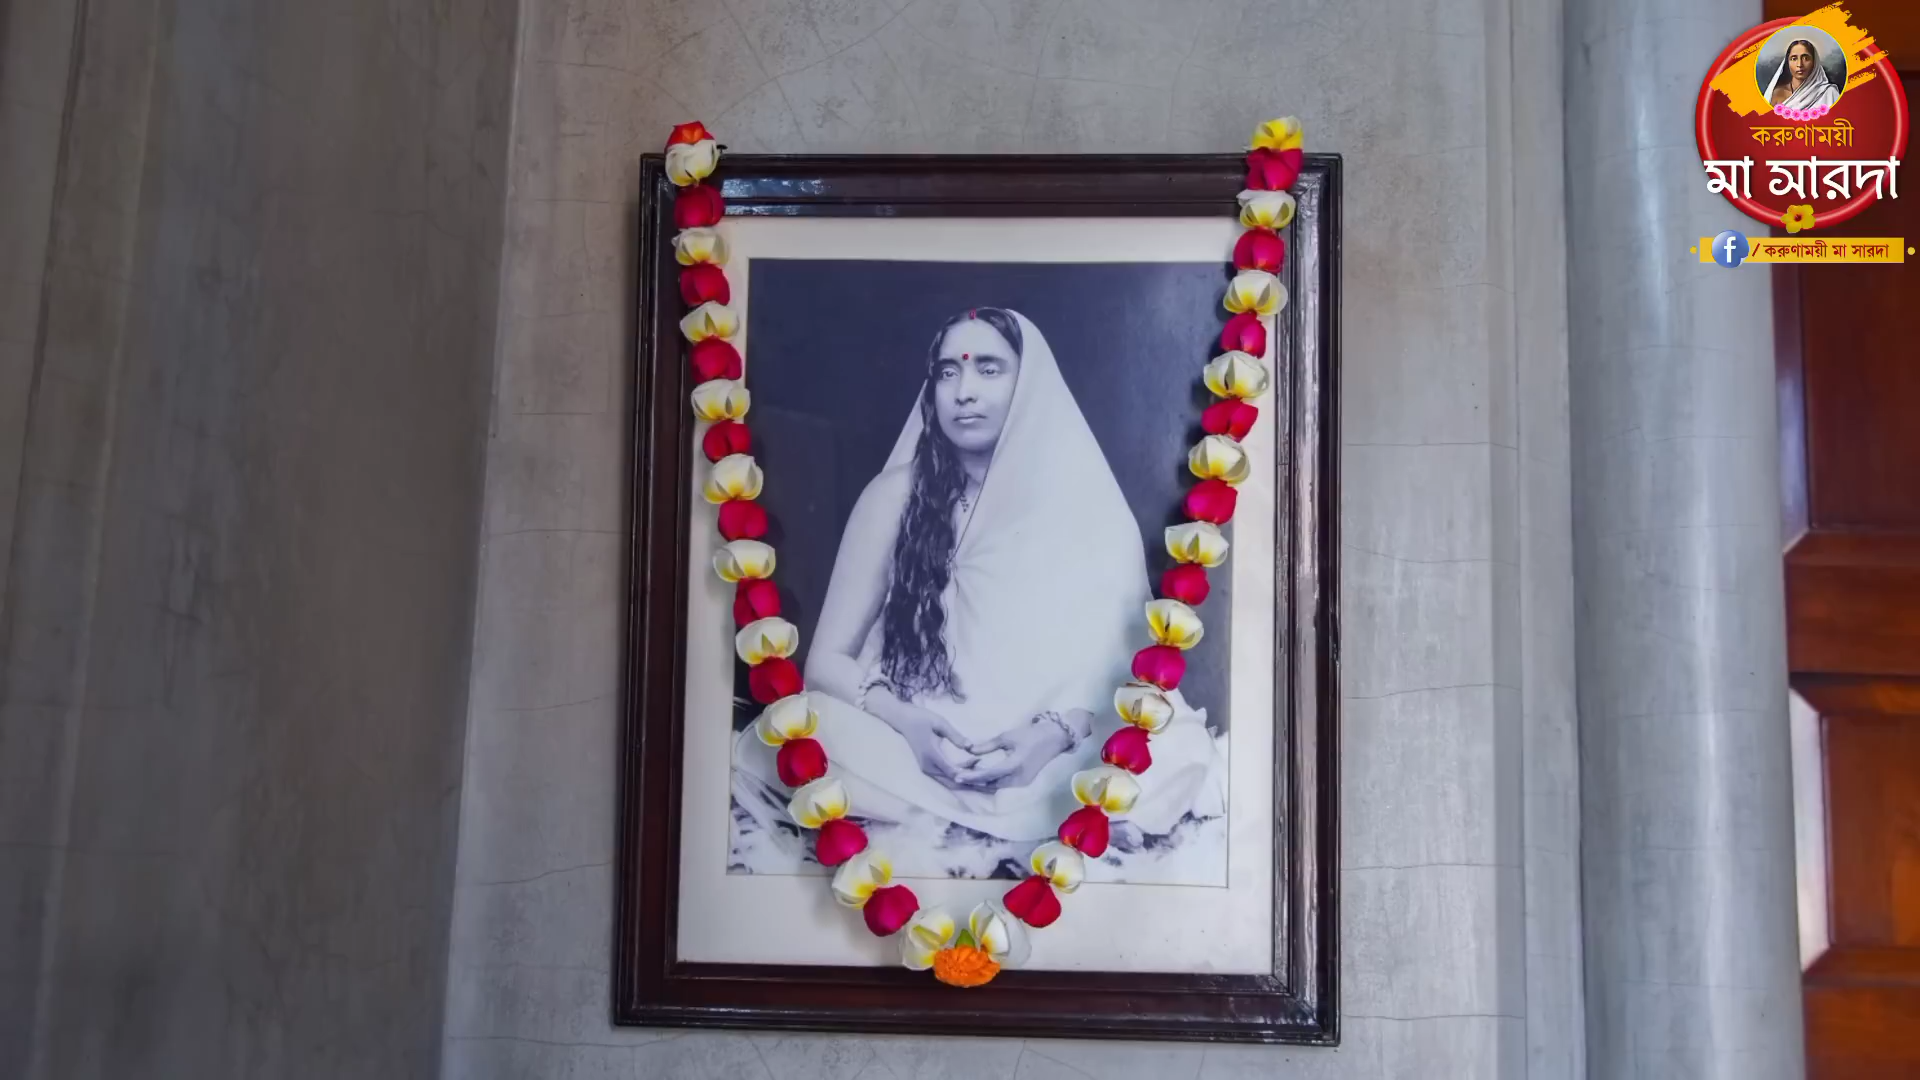 করুণাময়ী
মা সারদা
f / করুণাময়ী মা সারদা